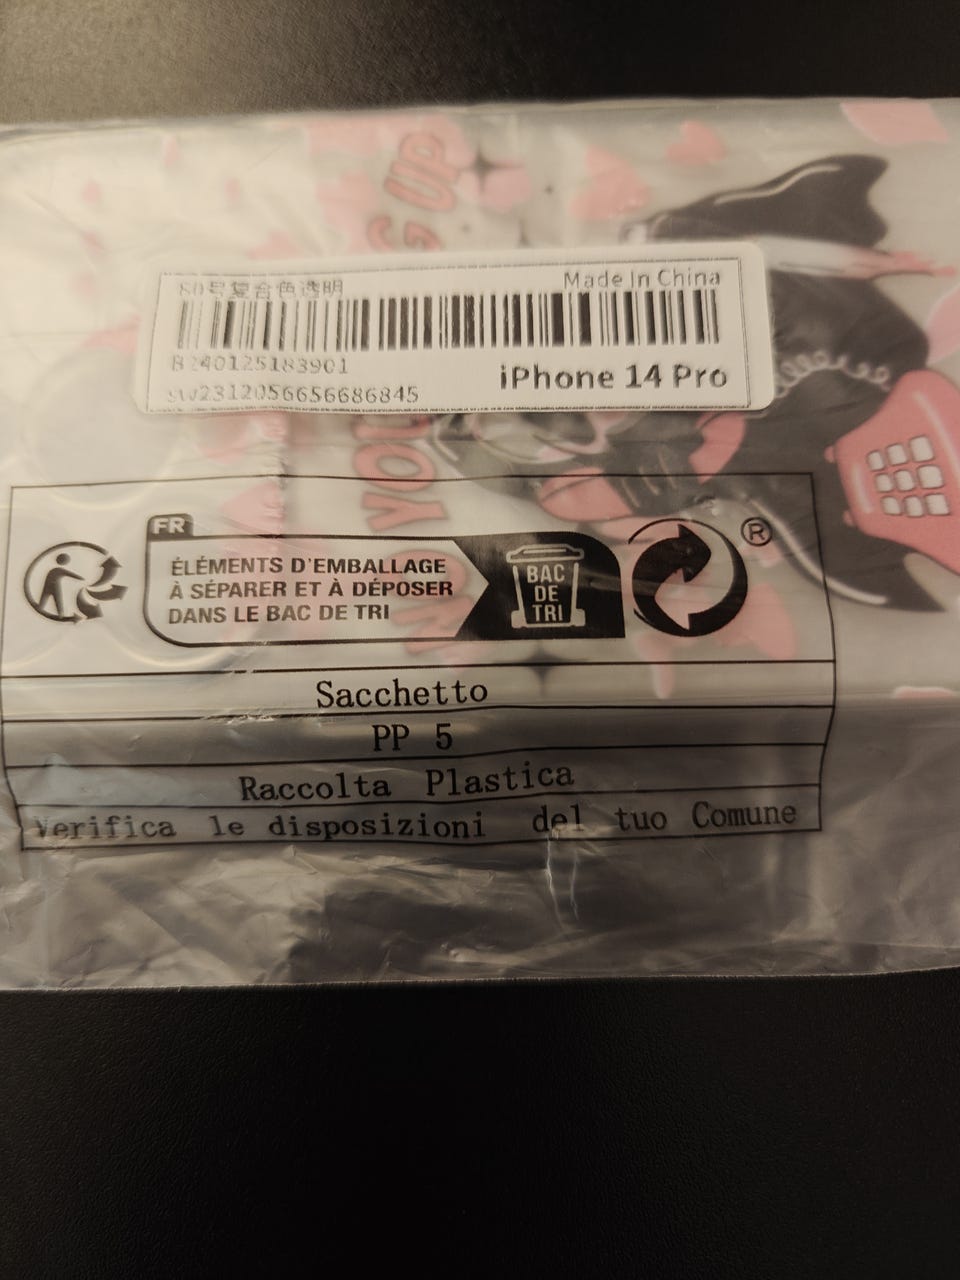 号复合色透明
Made In China
B240125183901
sw2312056656686845
iPhone 14 Pro
UP
YOU
FR
ÉLÉMENTS D'EMBALLAGE
À SÉPARER ET À DÉPOSER
DANS LE BAC DE TRI
BAC
DE
TRI
®
Sacchetto
PP 5
Raccolta Plastica
Verifica le disposizioni del tuo Comune